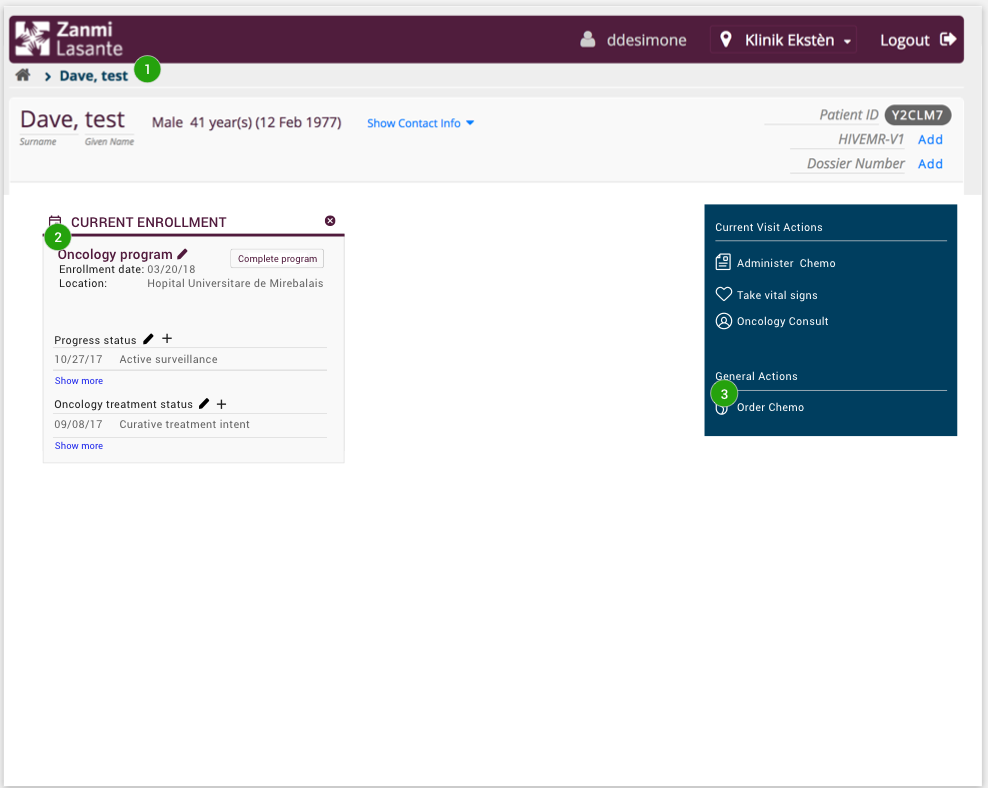 Zanmi
Lasante
ddesimone
Klinik Ekstèn
Logout
Dave, test
1
Dave, test
Surname
Given Name
Male 41 year(s) (12 Feb 1977)
Show Contact Info
Patient ID Y2CLM7
HIVEMR-V1 Add
Dossier Number Add
CURRENT ENROLLMENT
2
Oncology program
Complete program
Enrollment date: 03/20/18
Location: Hopital Universitare de Mirebalais
Progress status
10/27/17 Active surveillance
Show more
Oncology treatment status
09/08/17 Curative treatment intent
Show more
Current Visit Actions
Administer Chemo
Take vital signs
Oncology Consult
General Actions
3
Order Chemo